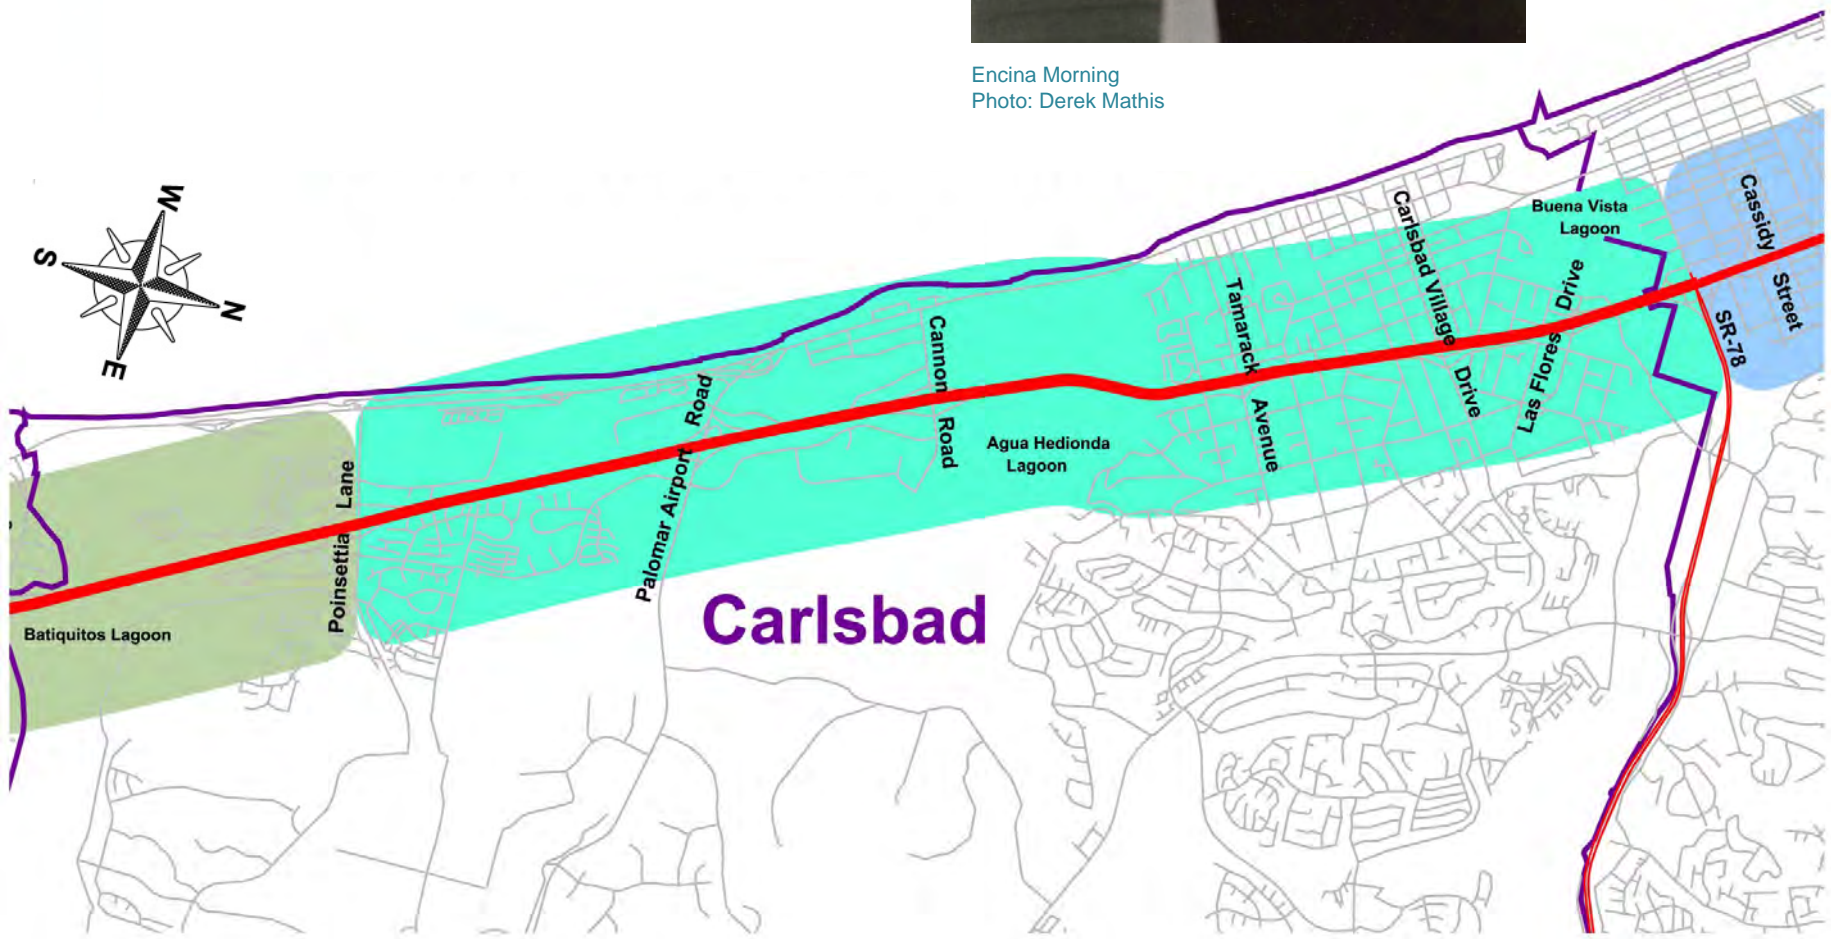 Encina Morning
Photo: Derek Mathis
W
S
N
E
Buena Vista
Lagoon
Cassidy
Street
Carlsbad Village
Drive
Las Flores Drive
SR-78
Tamarack
Avenue
Cannon
Road
Agua Hedionda
Lagoon
Palomar Airport Road
Poinsettia Lane
Batiquitos Lagoon
Carlsbad